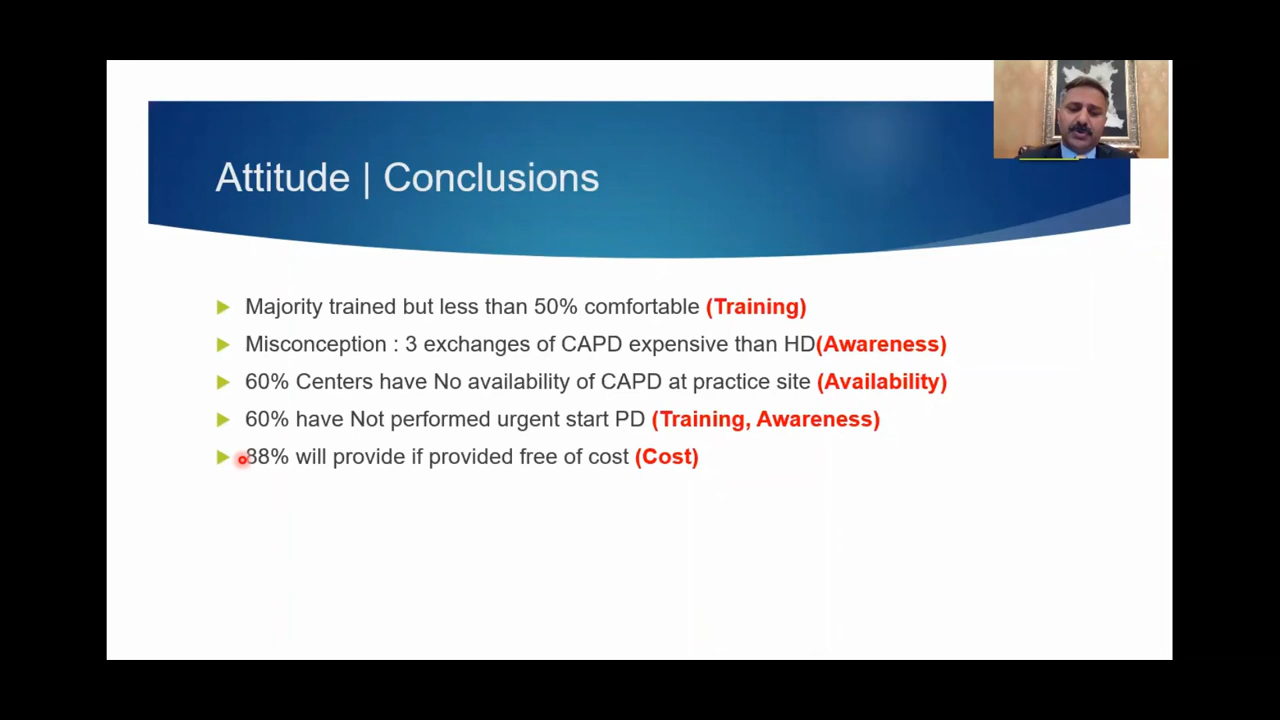 Attitude | Conclusions
Majority trained but less than 50% comfortable (Training)
Misconception : 3 exchanges of CAPD expensive than HD(Awareness)
60% Centers have No availability of CAPD at practice site (Availability)
60% have Not performed urgent start PD (Training, Awareness)
88% will provide if provided free of cost (Cost)